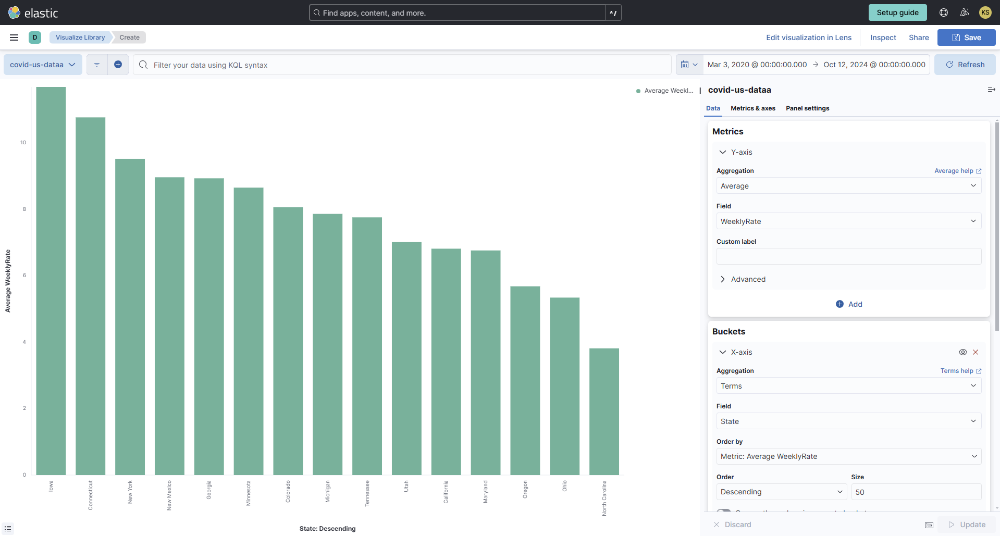 elastic
Find apps, content, and more.
^/
Setup guide
KS
D
Visualize Library
Create
Edit visualization in Lens
Inspect
Share
Save
covid-us-dataa
Filter your data using KQL syntax
Mar 3, 2020 @ 00:00:00.000
Oct 12, 2024 @ 00:00:00.000
Refresh
Average Weekl...
10
8
6
4
2
0
Average WeeklyRate
Iowa
Connecticut
New York
New Mexico
Georgia
Minnesota
Colorado
Michigan
Tennessee
Utah
California
Maryland
Oregon
Ohio
North Carolina
State: Descending
covid-us-dataa
Data
Metrics & axes
Panel settings
Metrics
Y-axis
Aggregation
Average help
Average
Field
WeeklyRate
Custom label
Advanced
Add
Buckets
X-axis
Aggregation
Terms help
Terms
Field
State
Order by
Metric: Average WeeklyRate
Order
Size
Descending
50
Discard
Update